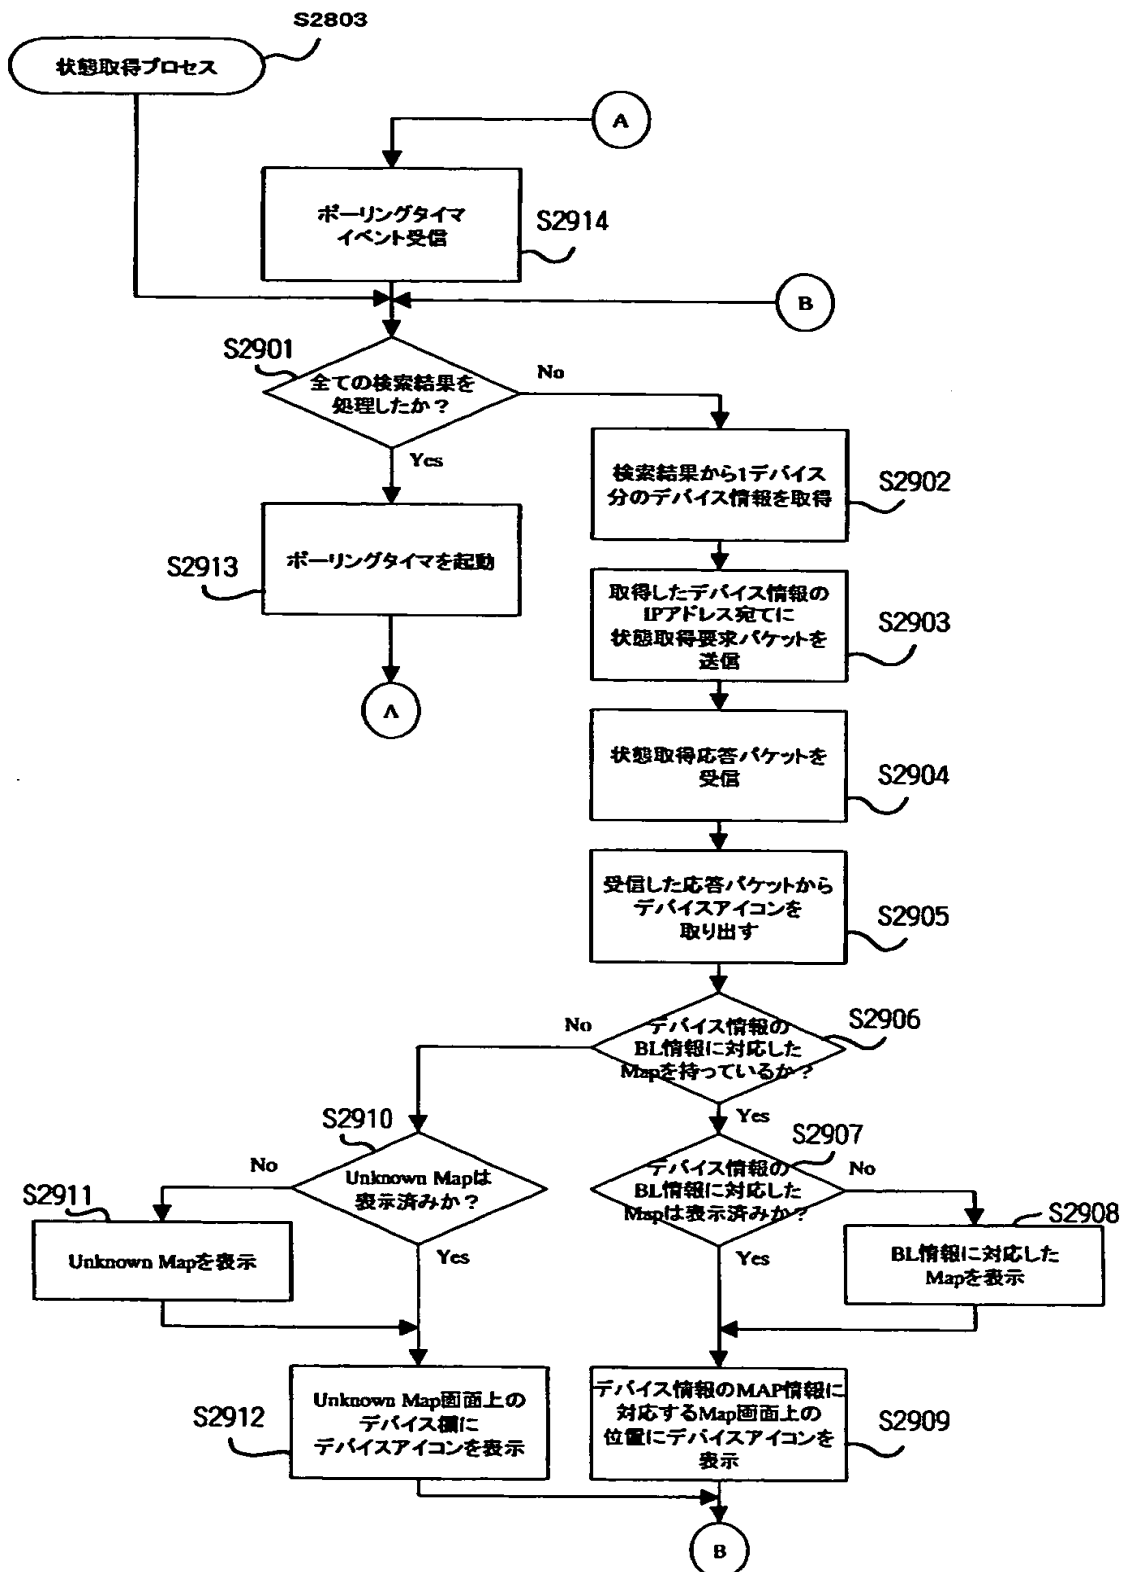 S2803
状態取得プロセス
A
ポーリングタイマ
イベント受信
S2914
B
S2901
全ての検索結果を
処理したか？
No
Yes
検索結果から1デバイス
分のデバイス情報を取得
S2902
S2913
ポーリングタイマを起動
取得したデバイス情報の
IPアドレス宛てに
状態取得要求パケットを
送信
S2903
A
状態取得応答パケットを
受信
S2904
受信した応答パケットから
デバイスアイコンを
取り出す
S2905
No
デバイス情報の
BL情報に対応した
Mapを持っているか？
S2906
Yes
S2910
Unknown Mapは
表示済みか？
No
Yes
S2907
デバイス情報の
BL情報に対応した
Mapは表示済みか？
No
Yes
S2911
Unknown Mapを表示
S2908
BL情報に対応した
Mapを表示
S2912
Unknown Map画面上の
デバイス欄に
デバイスアイコンを表示
デバイス情報のMAP情報に
対応するMap画面上の
位置にデバイスアイコンを
表示
S2909
B